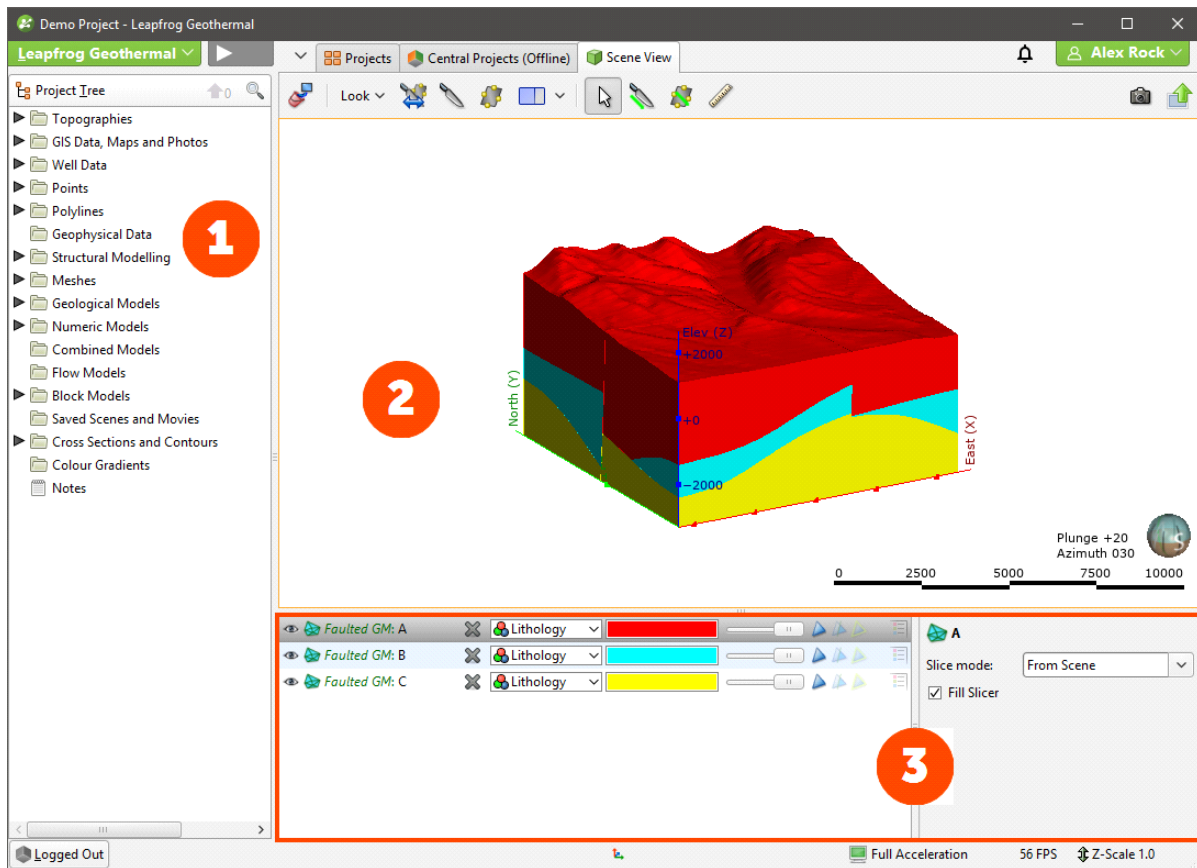 Demo Project - Leapfrog Geothermal
Leapfrog Geothermal
Projects
Central Projects (Offline)
Scene View
Alex Rock
Project Tree
0
Look
Topographies
GIS Data, Maps and Photos
Well Data
Points
Polylines
Geophysical Data
Structural Modelling
Meshes
Geological Models
Numeric Models
Combined Models
Flow Models
Block Models
Saved Scenes and Movies
Cross Sections and Contours
Colour Gradients
Notes
1
2
Elev (Z)
+2000
+0
-2000
North (Y)
East (X)
Plunge +20
Azimuth 030
S
0 2500 5000 7500 10000
Faulted GM: A Lithology
Faulted GM: B Lithology
Faulted GM: C Lithology
A
Slice mode: From Scene
Fill Slicer
3
Logged Out
Full Acceleration
56 FPS
Z-Scale 1.0